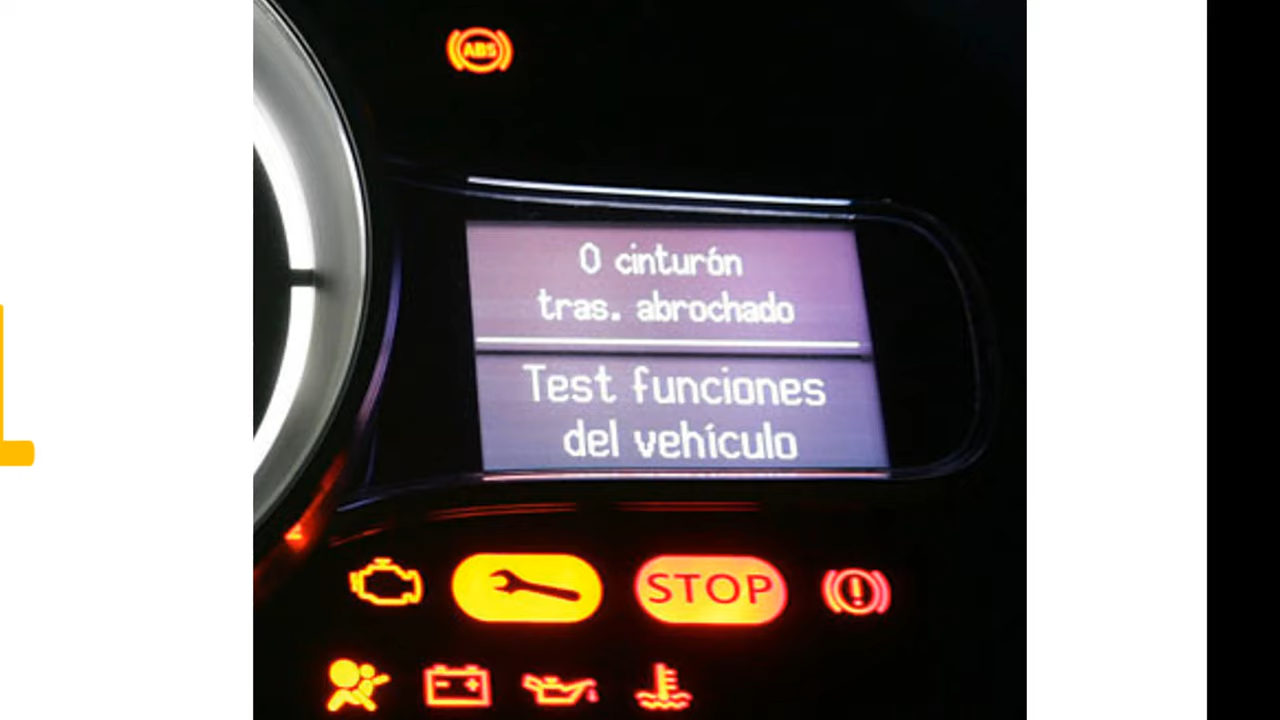 ABS
0 cinturón
tras. abrochado
Test funciones
del vehículo
STOP